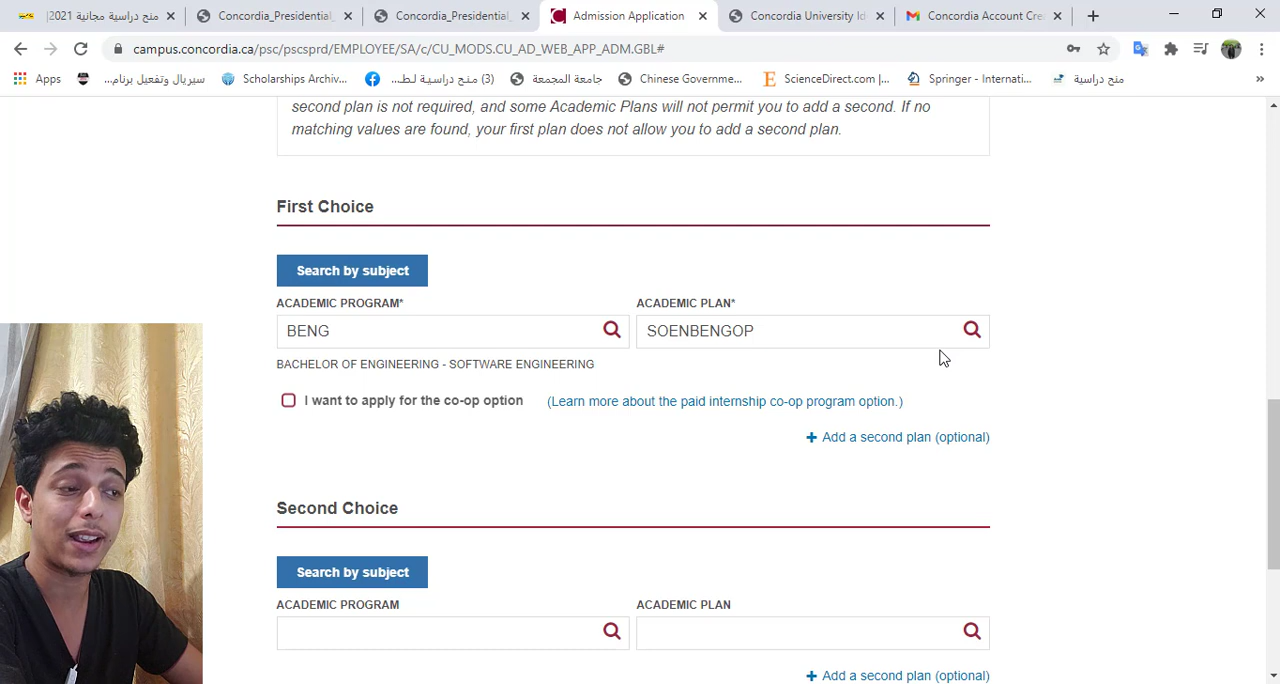 منح دراسية مجانية 2021|
Concordia_Presidential_
Concordia_Presidential_
Admission Application
Concordia University Id
Concordia Account Cre
campus.concordia.ca/psc/pscsprd/EMPLOYEE/SA/c/CU_MODS.CU_AD_WEB_APP_ADM.GBL#
Apps
سيريال وتفعيل برنام...
Scholarships Archiv...
(3) منـح دراسيـة لـطـ...
جامعة المجمعة
Chinese Governme...
ScienceDirect.com |...
Springer - Internati...
منح دراسية
»
second plan is not required, and some Academic Plans will not permit you to add a second. If no
matching values are found, your first plan does not allow you to add a second plan.
First Choice
Search by subject
ACADEMIC PROGRAM*
ACADEMIC PLAN*
BENG
SOENBENGOP
BACHELOR OF ENGINEERING - SOFTWARE ENGINEERING
I want to apply for the co-op option
(Learn more about the paid internship co-op program option.)
+ Add a second plan (optional)
Second Choice
Search by subject
ACADEMIC PROGRAM
ACADEMIC PLAN
+ Add a second plan (optional)